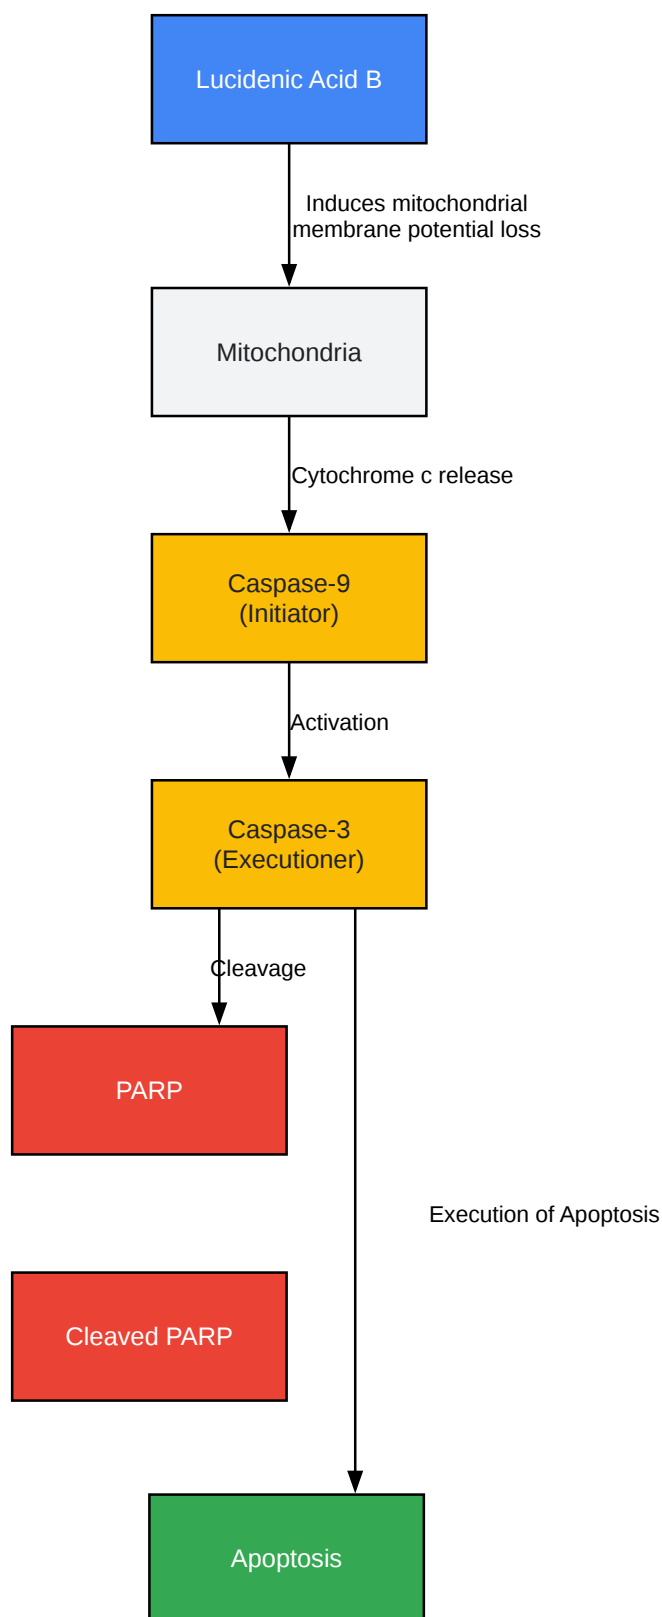 Lucidenic Acid B
Induces mitochondrial
membrane potential loss
Mitochondria
Cytochrome c release
Caspase-9
(Initiator)
Activation
Caspase-3
(Executioner)
Cleavage
PARP
Execution of Apoptosis
Cleaved PARP
Apoptosis